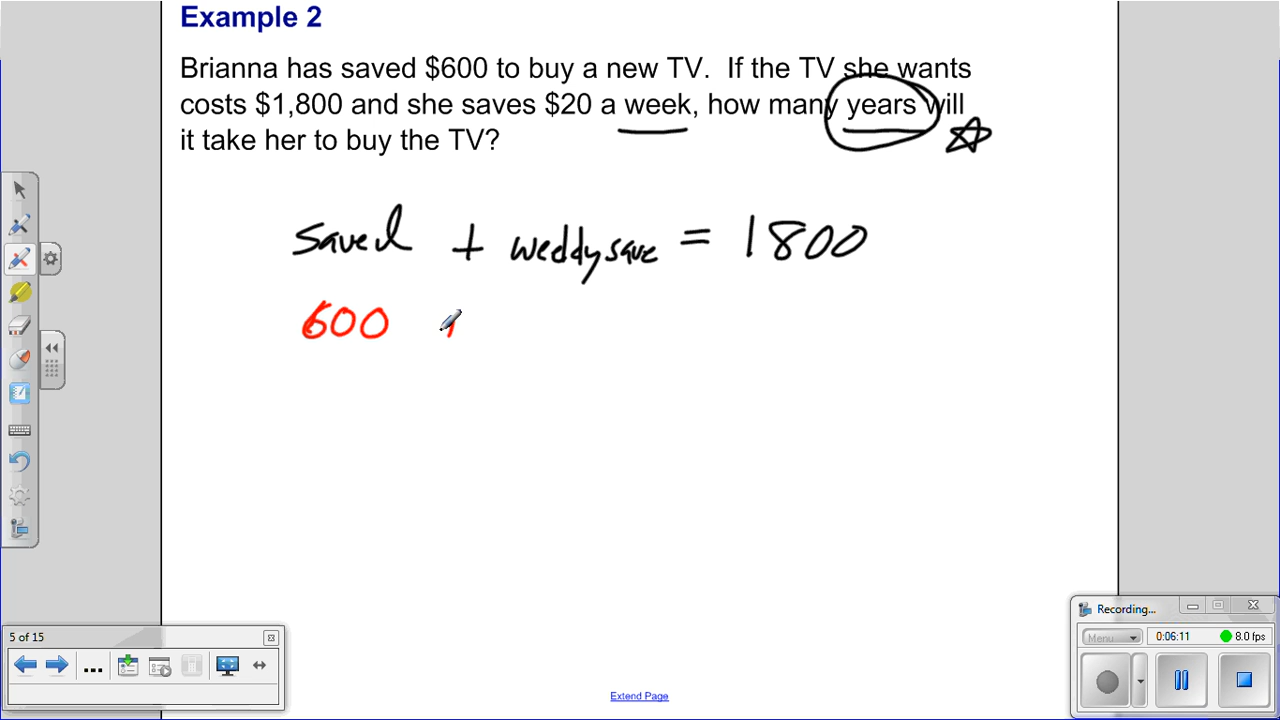 Example 2
Brianna has saved $600 to buy a new TV. If the TV she wants
costs $1,800 and she saves $20 a week, how many years will
it take her to buy the TV?
saved + weddy save = 1800
600
Recording...
5 of 15
Menu
0:06:11
8.0 fps
...
Extend Page